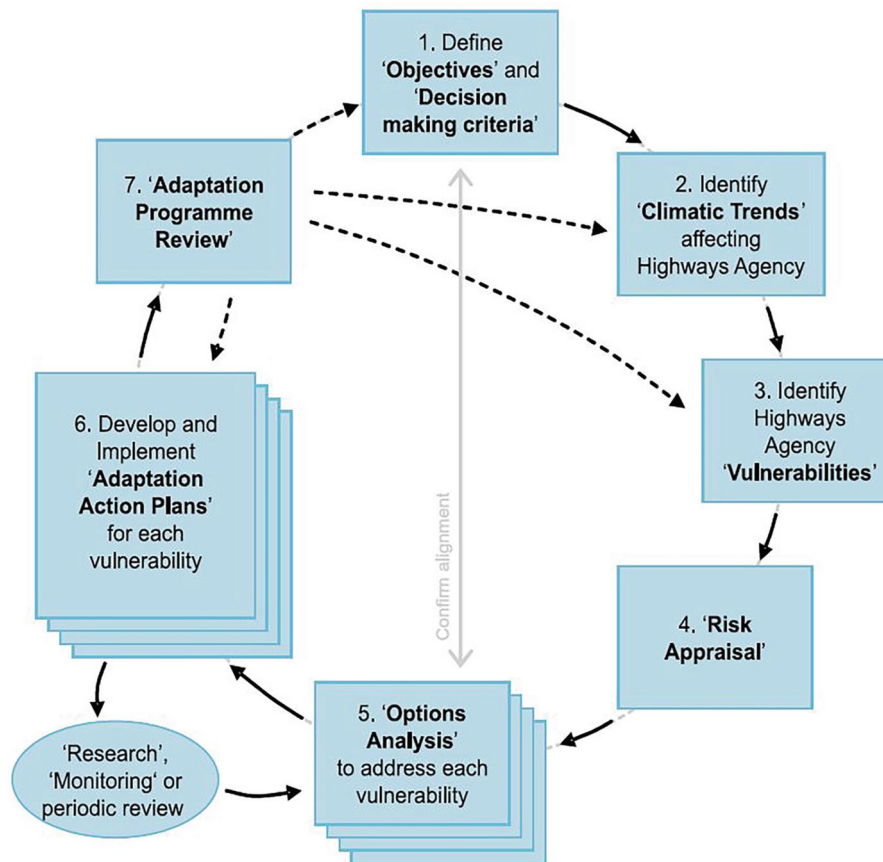 1. Define
‘Objectives’ and
‘Decision
making criteria’
2. Identify
‘Climatic Trends’
affecting
Highways Agency
3. Identify
Highways
Agency
‘Vulnerabilities’
4. ‘Risk
Appraisal’
5. ‘Options
Analysis’
to address each
vulnerability
6. Develop and
Implement
‘Adaptation
Action Plans’
for each
vulnerability
7. ‘Adaptation
Programme
Review’
‘Research’,
‘Monitoring‘ or
periodic review
Confirm alignment